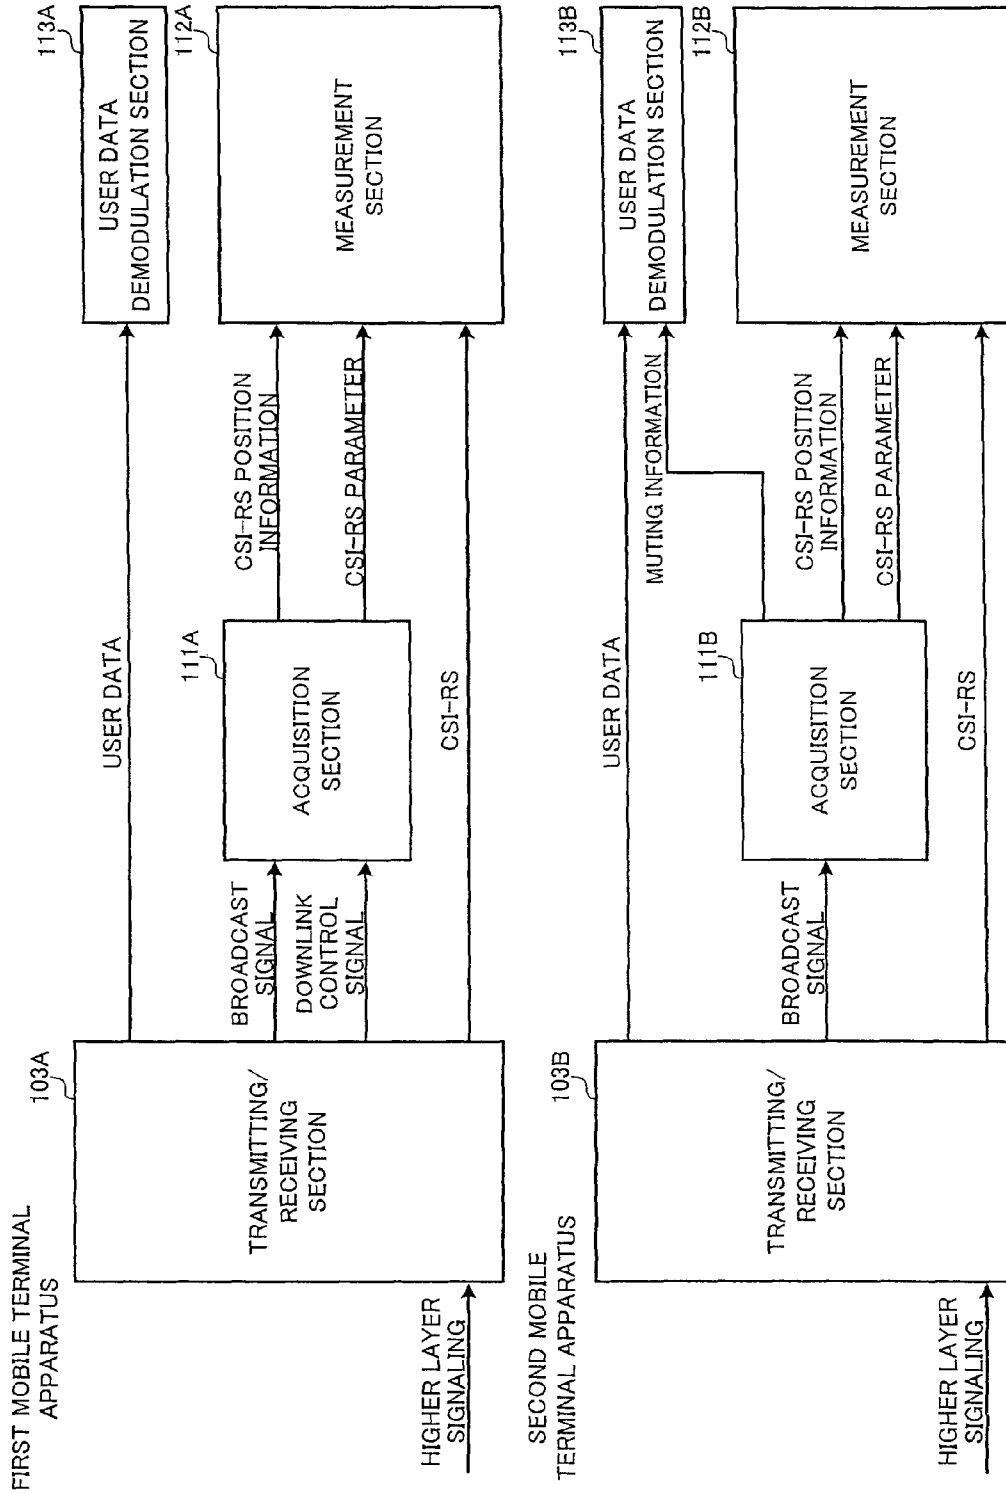 FIRST MOBILE TERMINAL
APPARATUS
HIGHER LAYER
SIGNALING
103A
TRANSMITTING/
RECEIVING
SECTION
USER DATA
BROADCAST
SIGNAL
DOWNLINK
CONTROL
SIGNAL
CSI-RS
111A
ACQUISITION
SECTION
CSI-RS POSITION
INFORMATION
CSI-RS PARAMETER
113A
USER DATA
DEMODULATION SECTION
112A
MEASUREMENT
SECTION
SECOND MOBILE
TERMINAL APPARATUS
HIGHER LAYER
SIGNALING
103B
TRANSMITTING/
RECEIVING
SECTION
USER DATA
BROADCAST
SIGNAL
CSI-RS
111B
ACQUISITION
SECTION
MUTING INFORMATION
CSI-RS POSITION
INFORMATION
CSI-RS PARAMETER
113B
USER DATA
DEMODULATION SECTION
112B
MEASUREMENT
SECTION